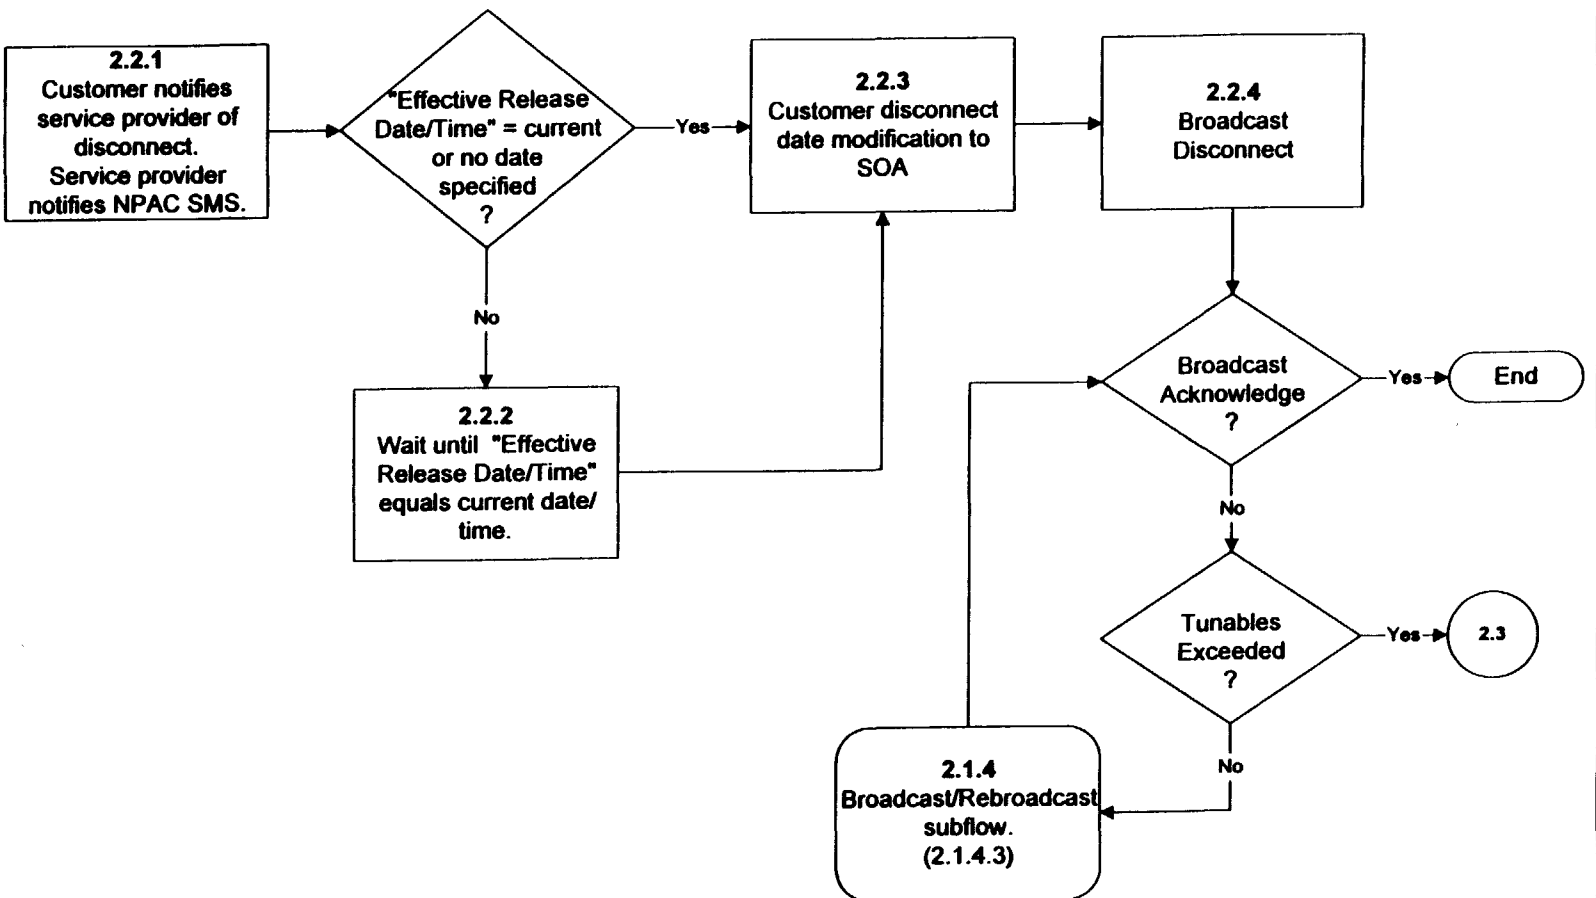 2.2.1
Customer notifies
service provider of
disconnect.
Service provider
notifies NPAC SMS.
"Effective Release
Date/Time" = current
or no date
specified
?
Yes
No
2.2.2
Wait until "Effective
Release Date/Time"
equals current date/
time.
2.2.3
Customer disconnect
date modification to
SOA
2.2.4
Broadcast
Disconnect
Broadcast
Acknowledge
?
Yes
End
No
Tunables
Exceeded
?
Yes
2.3
No
2.1.4
Broadcast/Rebroadcast
subflow.
(2.1.4.3)